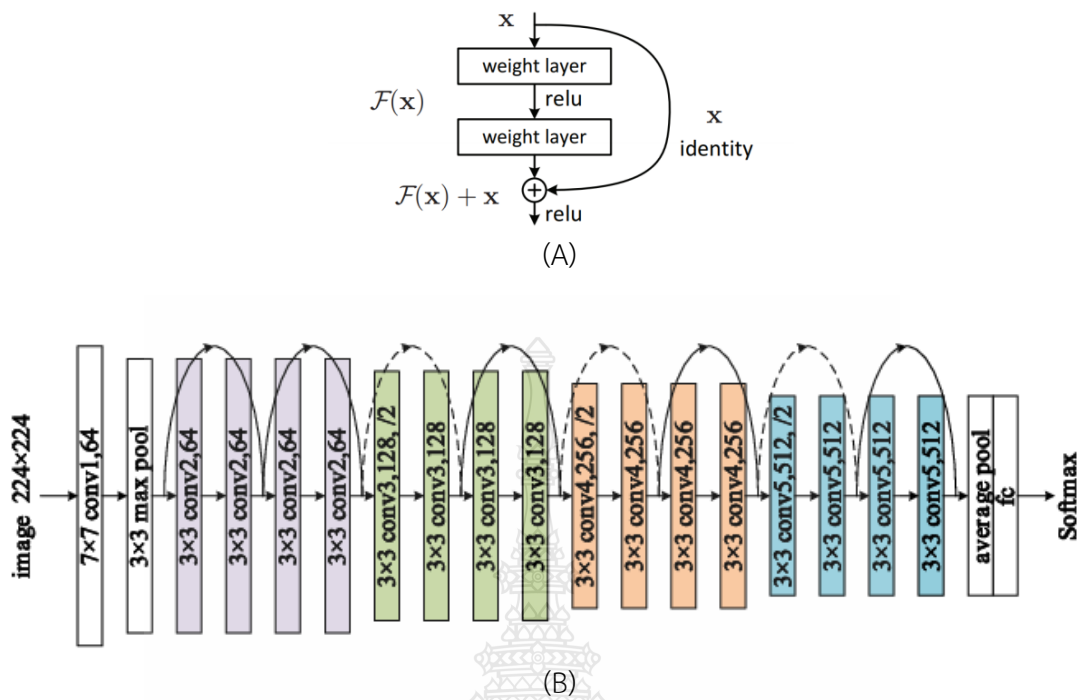 x
weight layer
F(x)
relu
x
weight layer
identity
F(x) + x
+
relu
(A)
image 224×224
7×7 conv1,64
3×3 max pool
3×3 conv2,64
3×3 conv2,64
3×3 conv2,64
3×3 conv2,64
3×3 conv3,128, /2
3×3 conv3,128
3×3 conv3,128
3×3 conv3,128
3×3 conv4,256, /2
3×3 conv4,256
3×3 conv4,256
3×3 conv4,256
3×3 conv5,512, /2
3×3 conv5,512
3×3 conv5,512
3×3 conv5,512
average pool
fc
Softmax
(B)